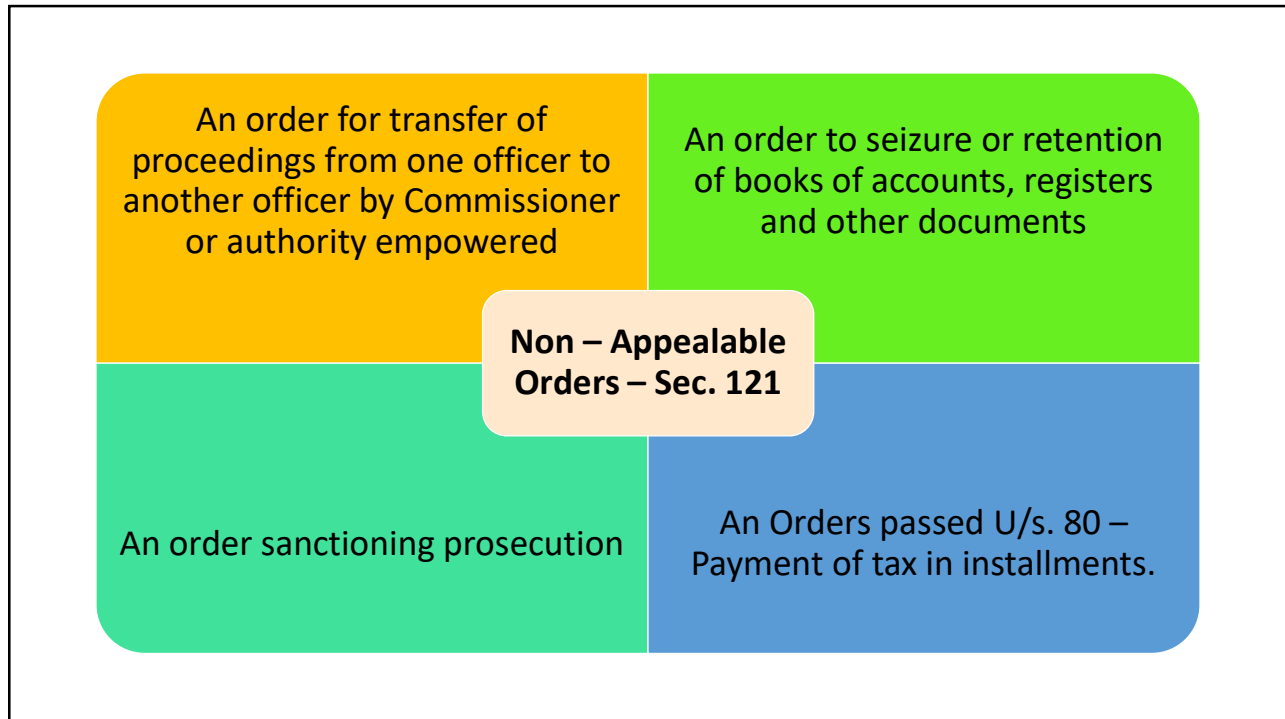 An order for transfer of
proceedings from one officer to
another officer by Commissioner
or authority empowered
An order to seizure or retention
of books of accounts, registers
and other documents
Non – Appealable
Orders – Sec. 121
An order sanctioning prosecution
An Orders passed U/s. 80 –
Payment of tax in installments.